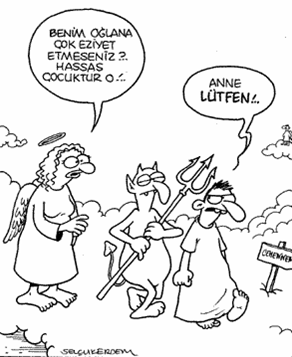 BENİM OĞLANA
ÇOK EZİYET
ETMESENİZ?.
HASSAS
ÇOCUKTUR O!..
ANNE
LÜTFEN!..
CEHENNEM
SELÇUK ERDEM